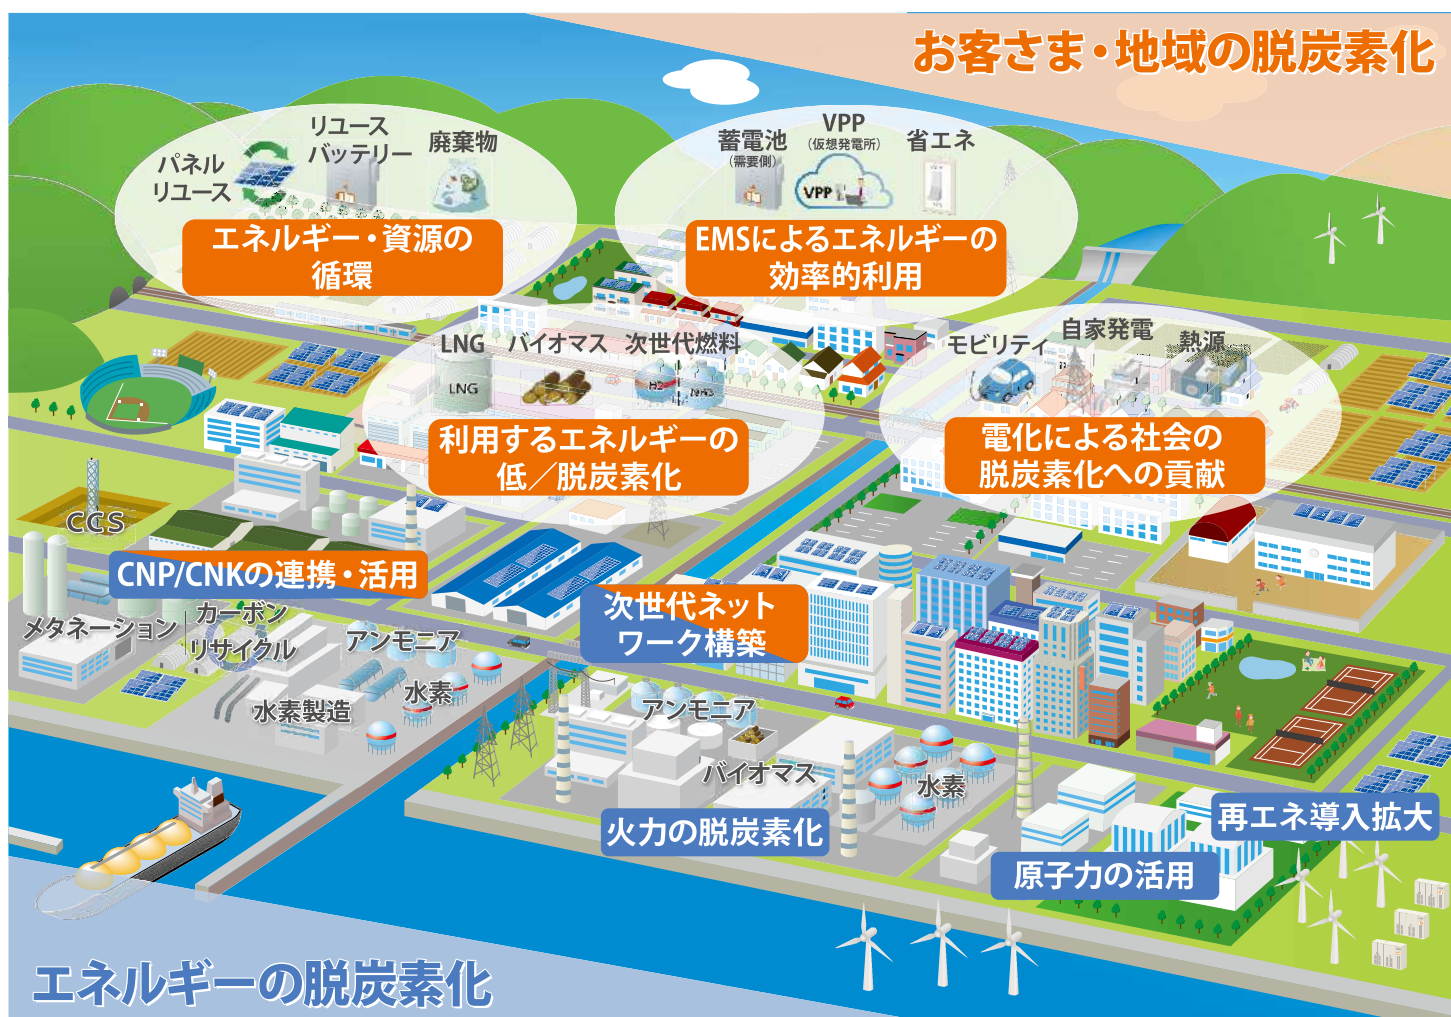 お客さま・地域の脱炭素化
パネル
リユース
リユース
バッテリー
廃棄物
エネルギー・資源の
循環
蓄電池
（需要側）
VPP
（仮想発電所）
省エネ
VPP
EMSによるエネルギーの
効率的利用
LNG
バイオマス
次世代燃料
LNG
H2
NH3
利用するエネルギーの
低／脱炭素化
モビリティ
自家発電
熱源
電化による社会の
脱炭素化への貢献
CCS
CNP/CNKの連携・活用
メタネーション
カーボン
リサイクル
アンモニア
水素
水素製造
次世代ネット
ワーク構築
アンモニア
バイオマス
水素
火力の脱炭素化
原子力の活用
再エネ導入拡大
エネルギーの脱炭素化